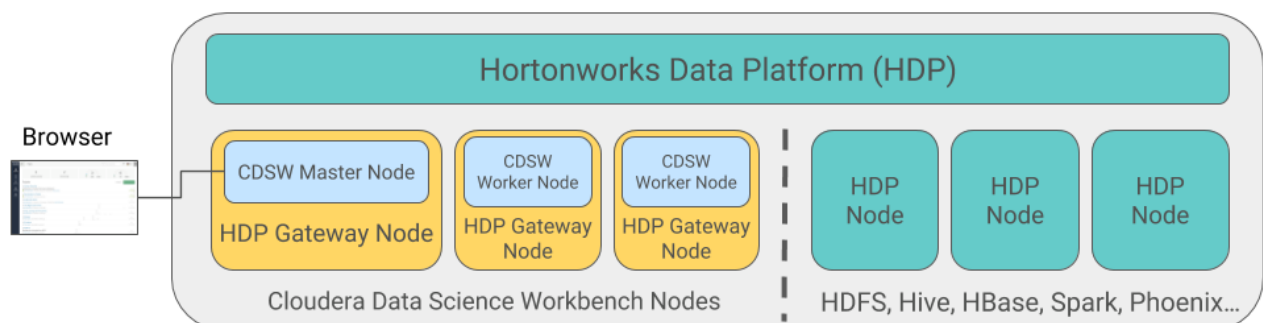 Hortonworks Data Platform (HDP)
Browser
CDSW Master Node
HDP Gateway Node
CDSW
Worker Node
HDP Gateway
Node
CDSW
Worker Node
HDP Gateway
Node
HDP
Node
HDP
Node
HDP
Node
Cloudera Data Science Workbench Nodes
HDFS, Hive, HBase, Spark, Phoenix...